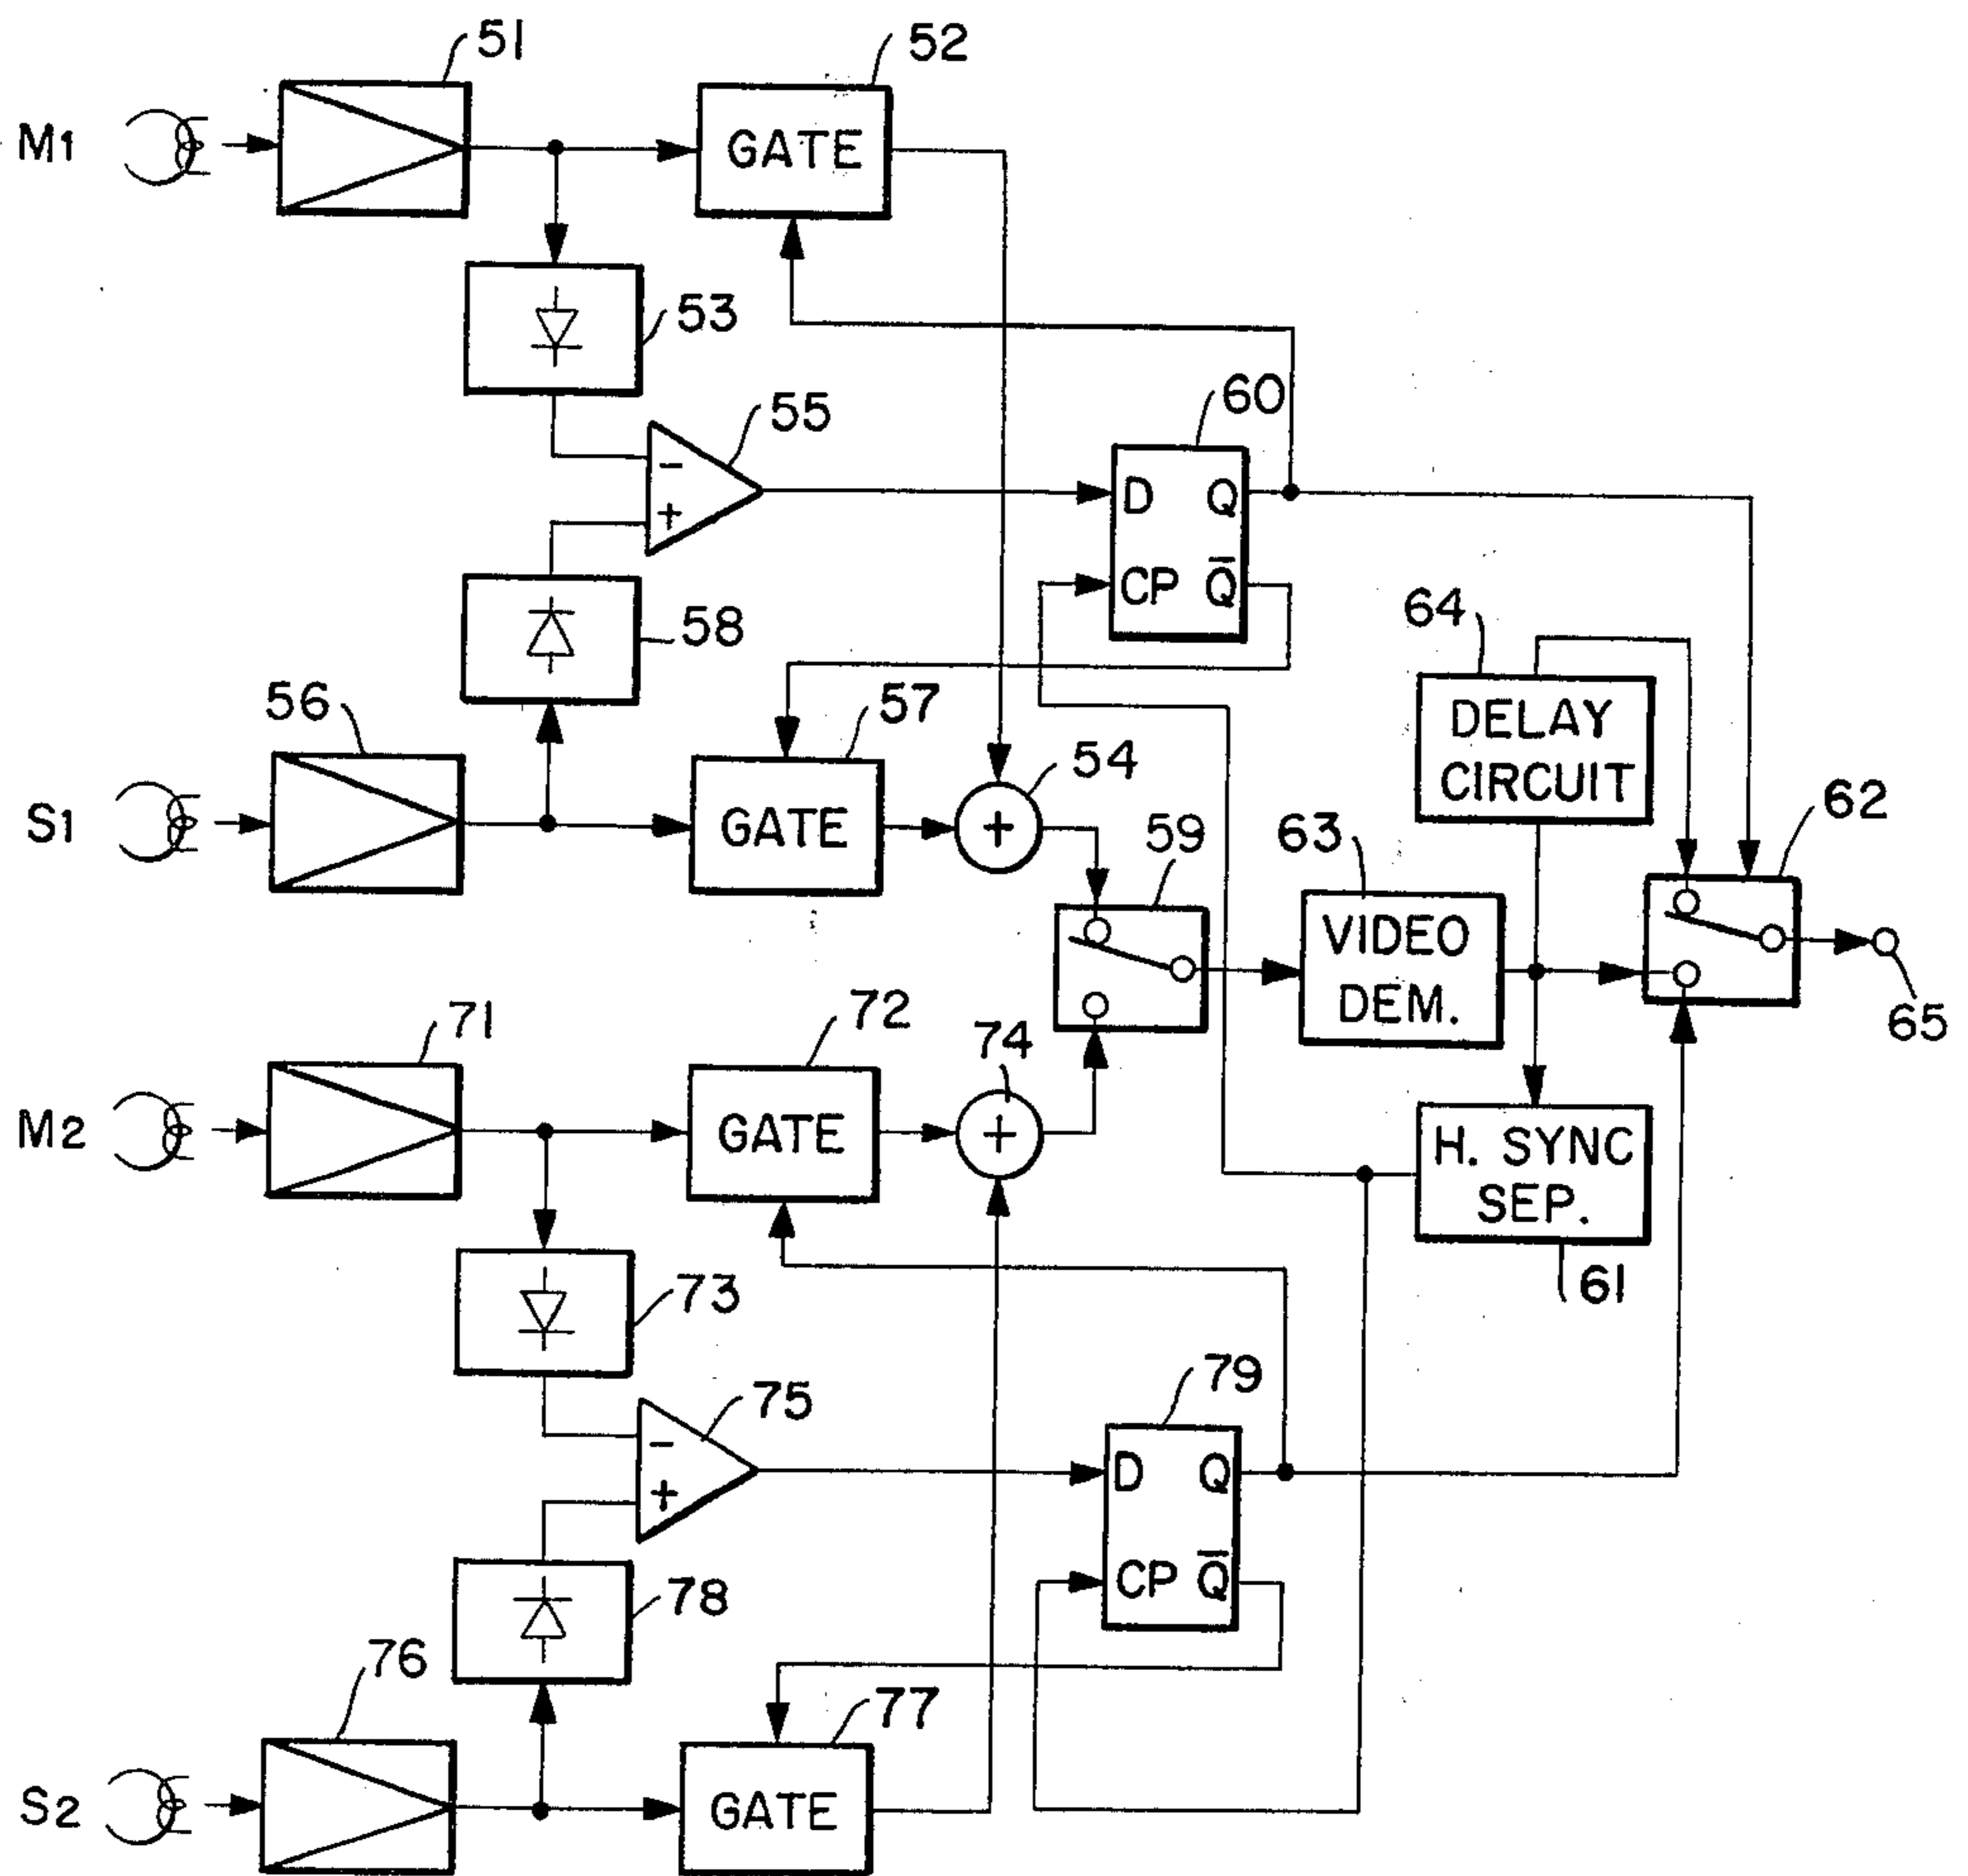 51
52
M1
GATE
53
55
60
D Q
-
+
CP Q̅
58
64
56
57
DELAY
CIRCUIT
54
62
S1
GATE
+
59
63
VIDEO
DEM.
65
71
72
74
M2
GATE
+
H. SYNC
SEP.
73
61
75
79
-
+
D Q
CP Q̅
78
76
77
S2
GATE